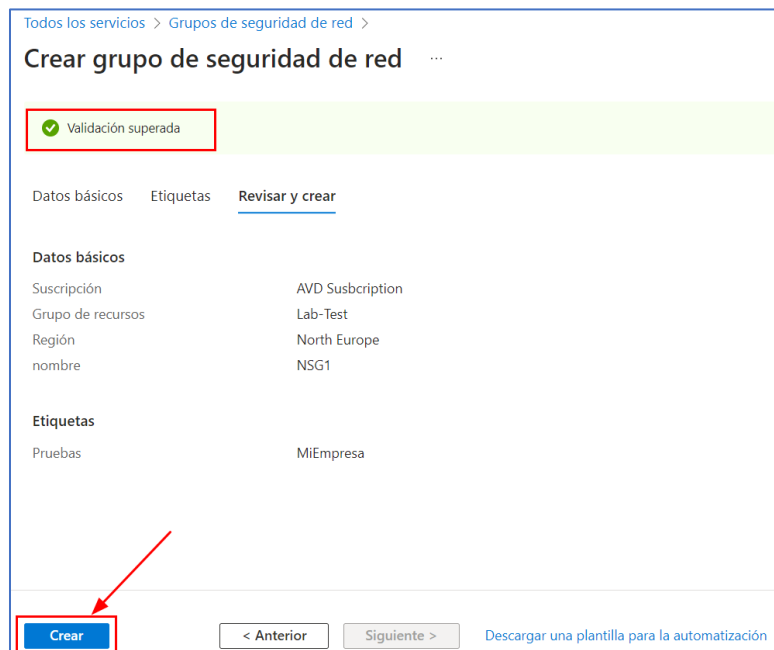 Todos los servicios > Grupos de seguridad de red >
Crear grupo de seguridad de red ...
Validación superada
Datos básicos Etiquetas Revisar y crear
Datos básicos
Suscripción AVD Susbcription
Grupo de recursos Lab-Test
Región North Europe
nombre NSG1
Etiquetas
Pruebas MiEmpresa
Crear < Anterior Siguiente > Descargar una plantilla para la automatización